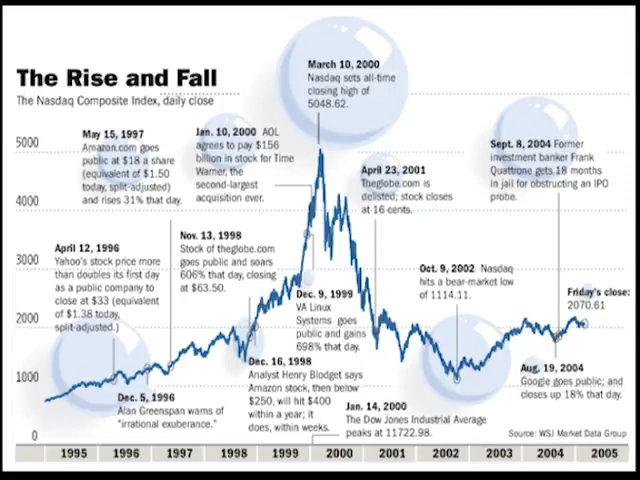 The Rise and Fall
The Nasdaq Composite Index, daily close
March 10, 2000
Nasdaq sets all-time
closing high of
5048.62.
May 15, 1997
Amazon.com goes
public at $18 a share
(equivalent of $1.50
today, split-adjusted)
and rises 31% that day.
Jan. 10, 2000 AOL
agrees to pay $156
billion in stock for Time
Warner, the
second-largest
acquisition ever.
April 23, 2001
Theglobe.com is
delisted; stock closes
at 16 cents.
Sept. 8, 2004 Former
investment banker Frank
Quattrone gets 18 months
in jail for obstructing an IPO
probe.
April 12, 1996
Yahoo's stock price more
than doubles its first day
as a public company to
close at $33 (equivalent
of $1.38 today,
split-adjusted.)
Nov. 13, 1998
Stock of theglobe.com
goes public and soars
606% that day, closing
at $63.50.
Oct. 9, 2002 Nasdaq
hits a bear-market low
of 1114.11.
Friday's close:
2070.61
Dec. 9, 1999
VA Linux
Systems goes
public and gains
698% that day.
Dec. 16, 1998
Analyst Henry Blodget says
Amazon stock, then below
$250, will hit $400
within a year; it
does, within weeks.
Aug. 19, 2004
Google goes public; and
closes up 18% that day.
Dec. 5, 1996
Alan Greenspan warns of
"irrational exuberance."
Jan. 14, 2000
The Dow Jones Industrial Average
peaks at 11722.98.
Source: WSJ Market Data Group
5000
4000
3000
2000
1000
0
1995 1996 1997 1998 1999 2000 2001 2002 2003 2004 2005